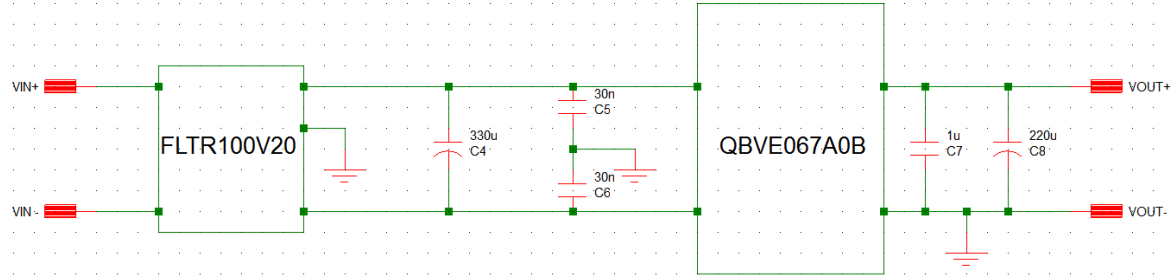 VIN+
VIN -
FLTR100V20
330u
C4
30n
C5
30n
C6
QBVE067A0B
1u
C7
220u
C8
VOUT+
VOUT-